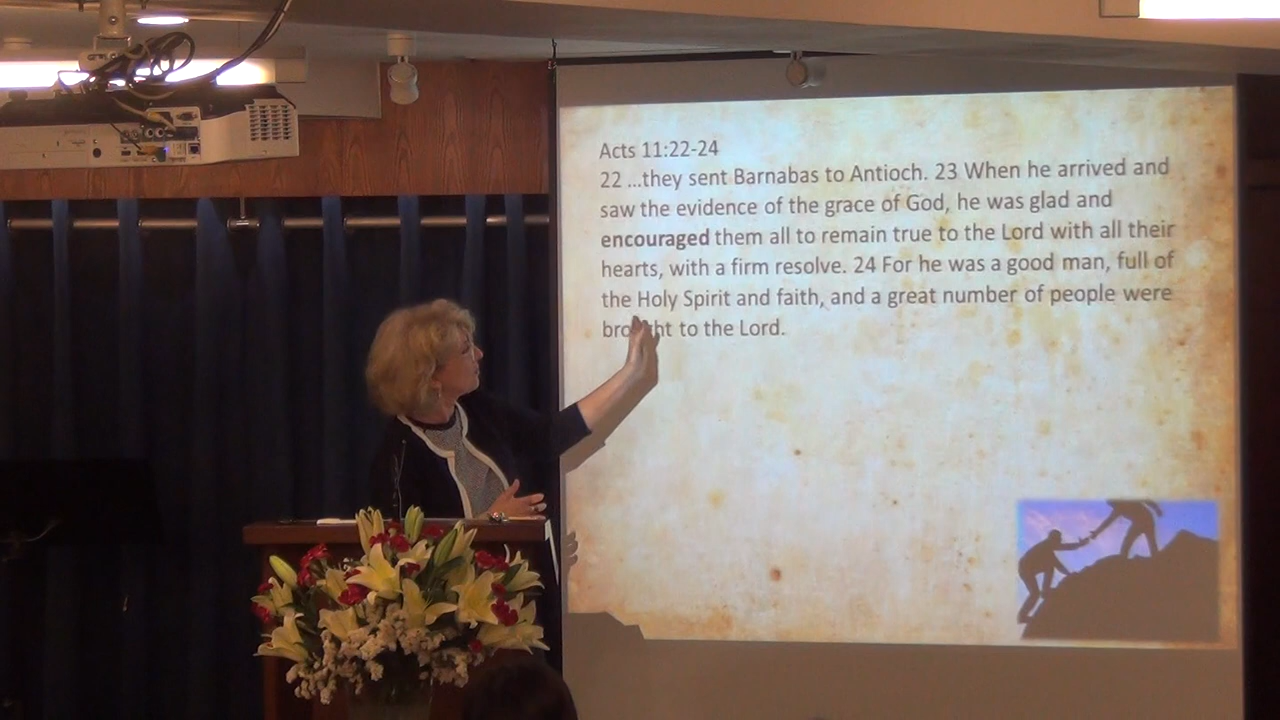 Acts 11:22-24
22 ...they sent Barnabas to Antioch. 23 When he arrived and
saw the evidence of the grace of God, he was glad and
encouraged them all to remain true to the Lord with all their
hearts, with a firm resolve. 24 For he was a good man, full of
the Holy Spirit and faith, and a great number of people were
brought to the Lord.